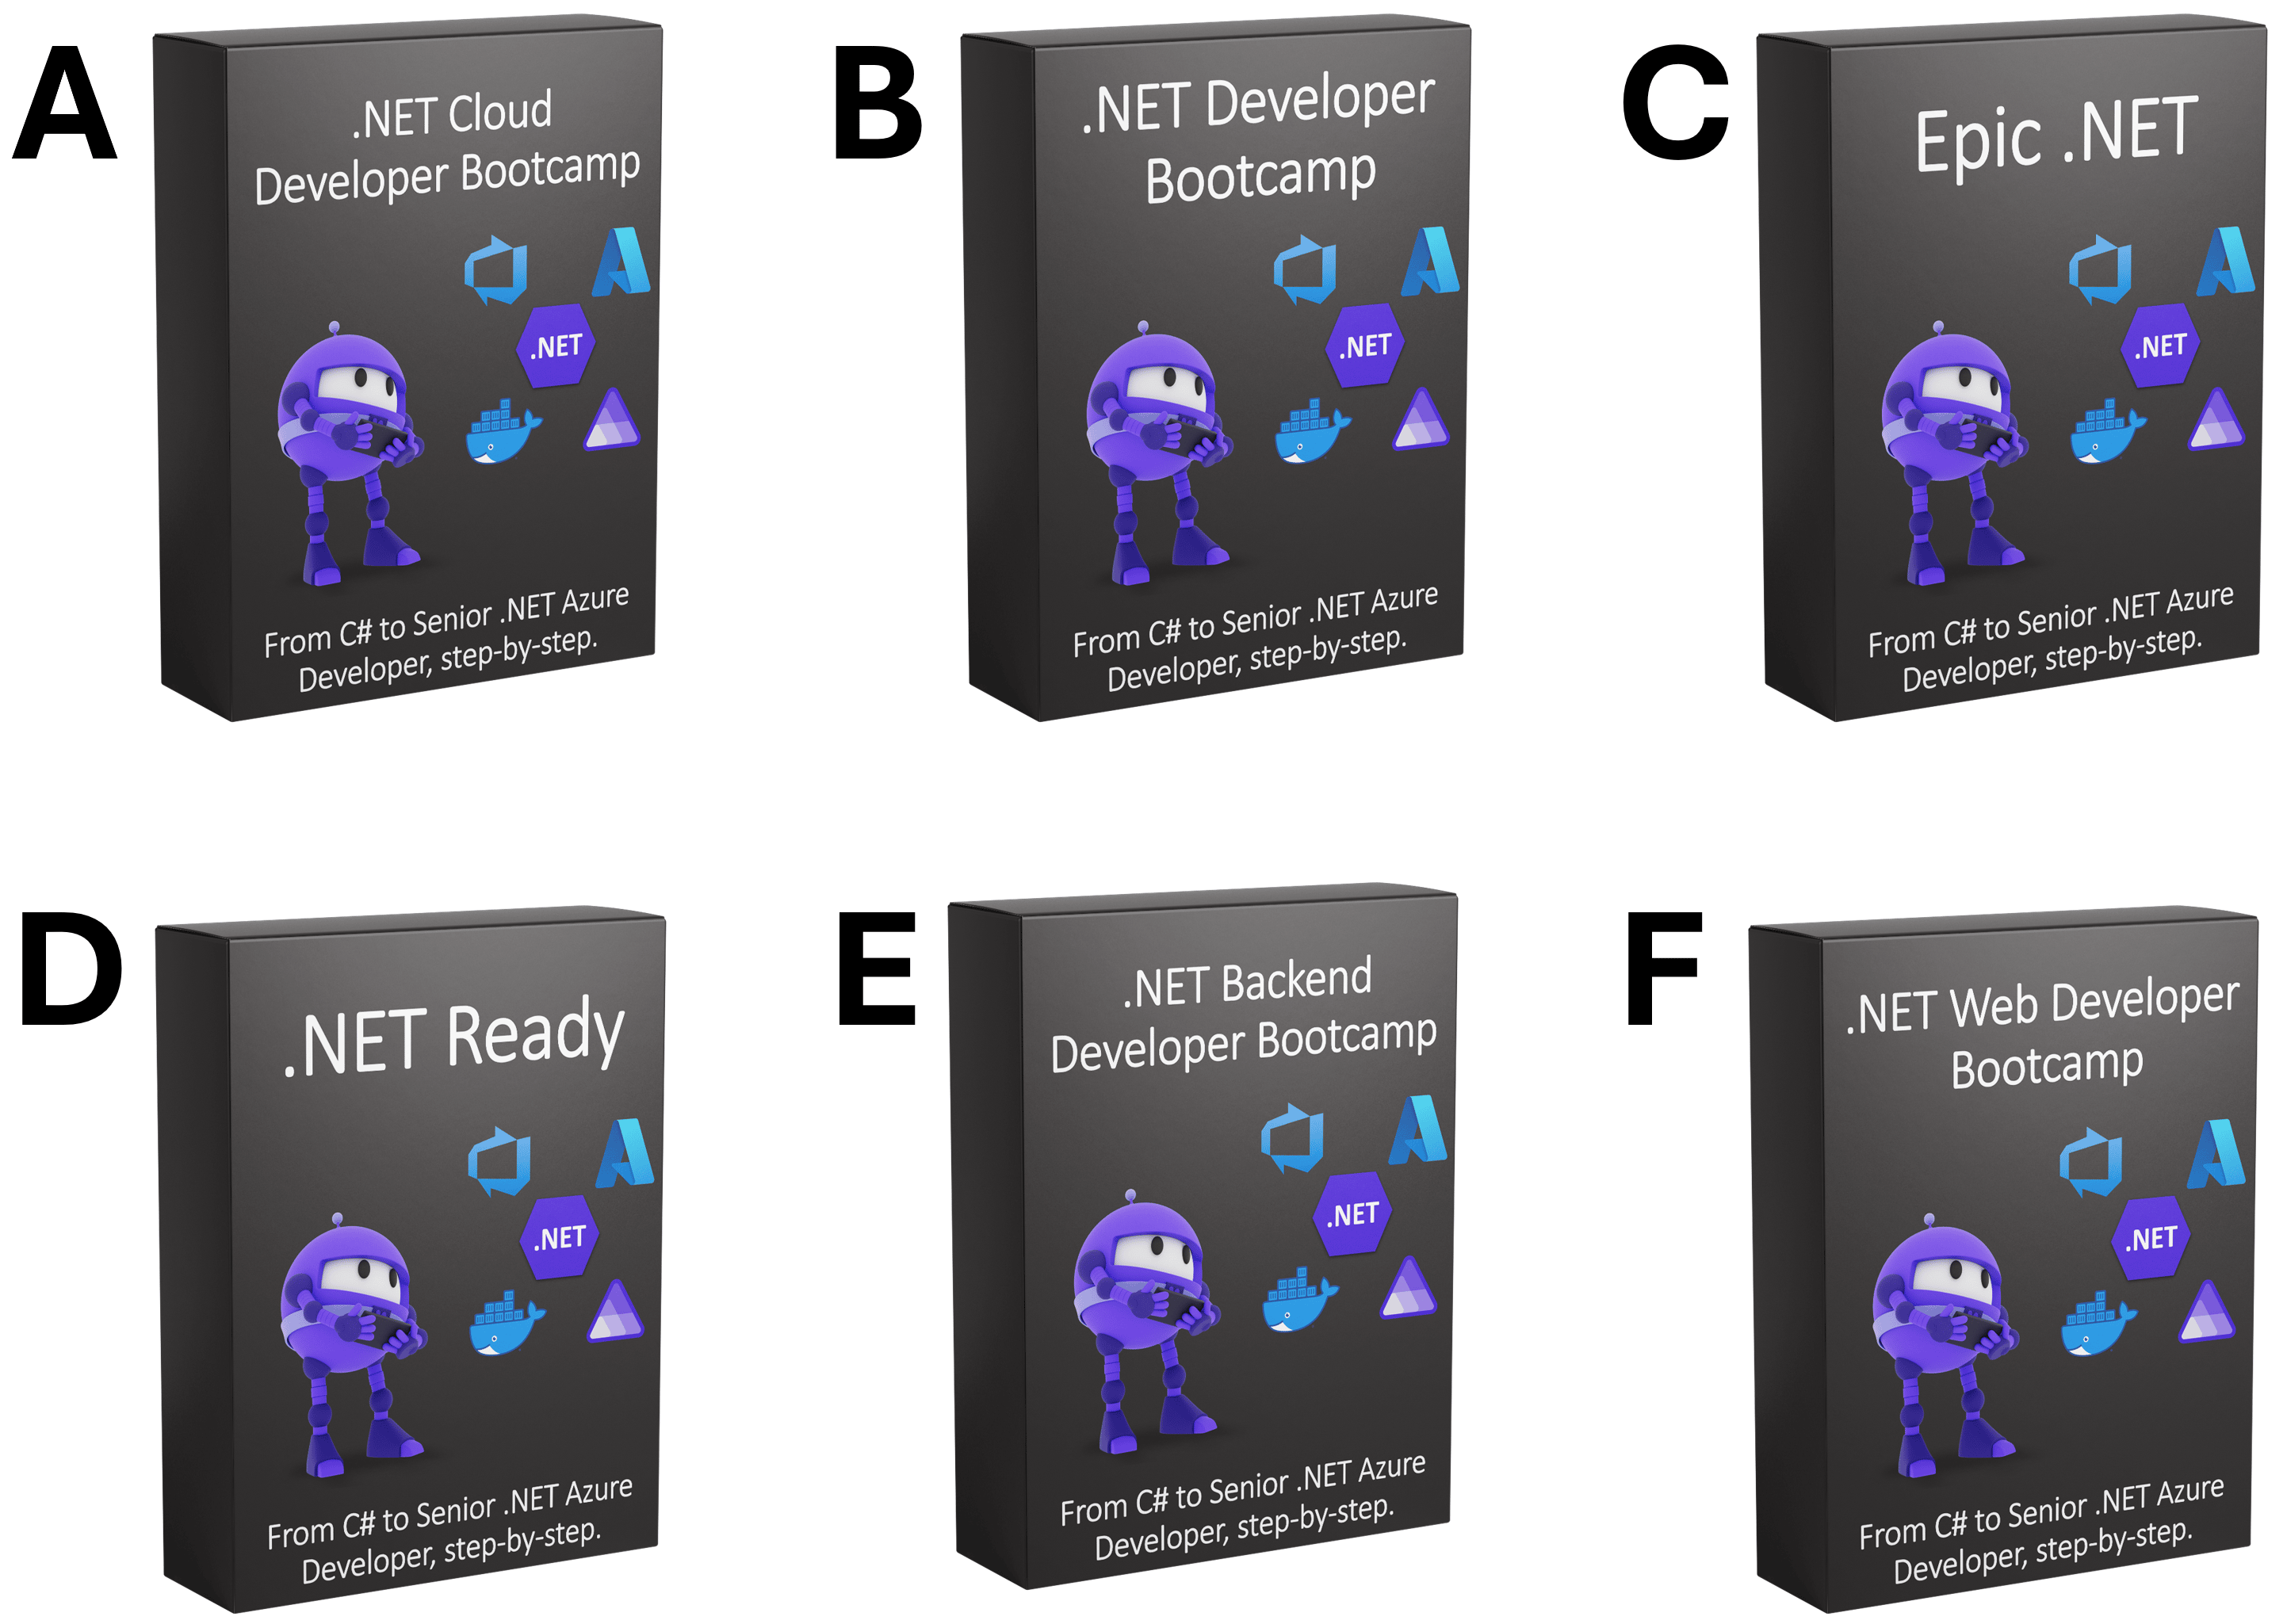 A
.NET Cloud
Developer Bootcamp
.NET
From C# to Senior .NET Azure
Developer, step-by-step.
B
.NET Developer
Bootcamp
.NET
From C# to Senior .NET Azure
Developer, step-by-step.
C
Epic .NET
.NET
From C# to Senior .NET Azure
Developer, step-by-step.
D
.NET Ready
.NET
From C# to Senior .NET Azure
Developer, step-by-step.
E
.NET Backend
Developer Bootcamp
.NET
From C# to Senior .NET Azure
Developer, step-by-step.
F
.NET Web Developer
Bootcamp
.NET
From C# to Senior .NET Azure
Developer, step-by-step.